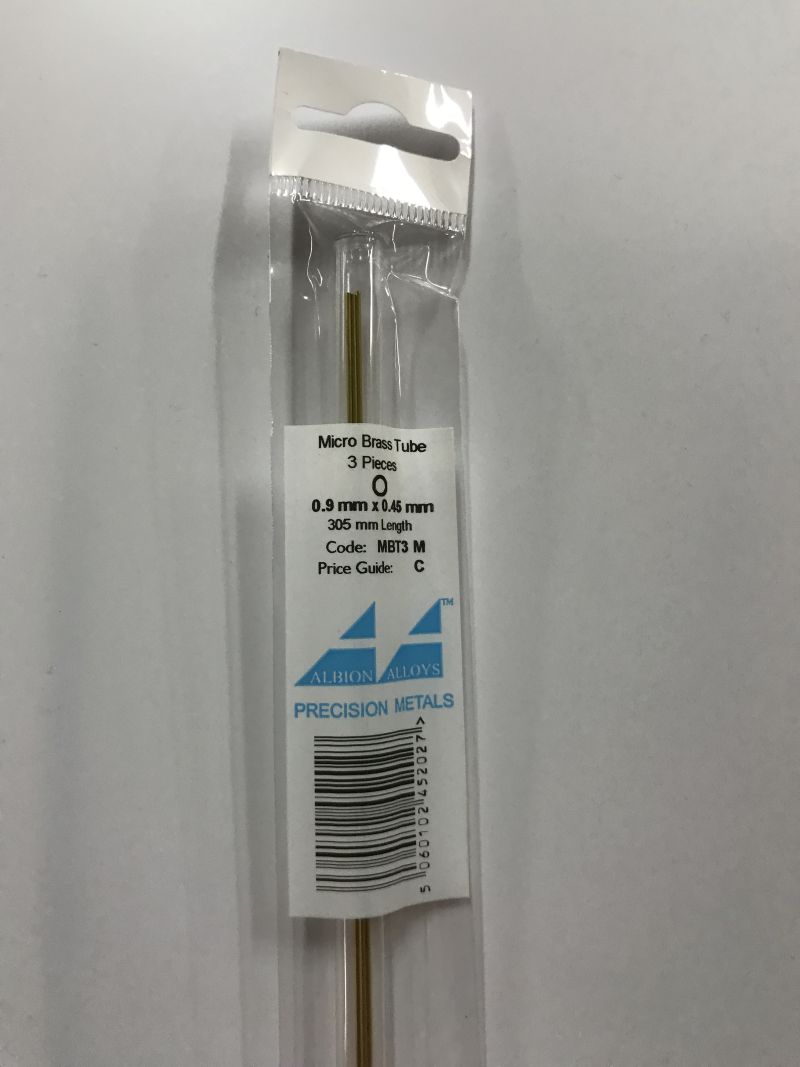 Micro Brass Tube
3 Pieces
O
0.9 mm x 0.45 mm
305 mm Length
Code: MBT3 M
Price Guide: C
TM
ALBION ALLOYS
PRECISION METALS
5 060102 452027 >